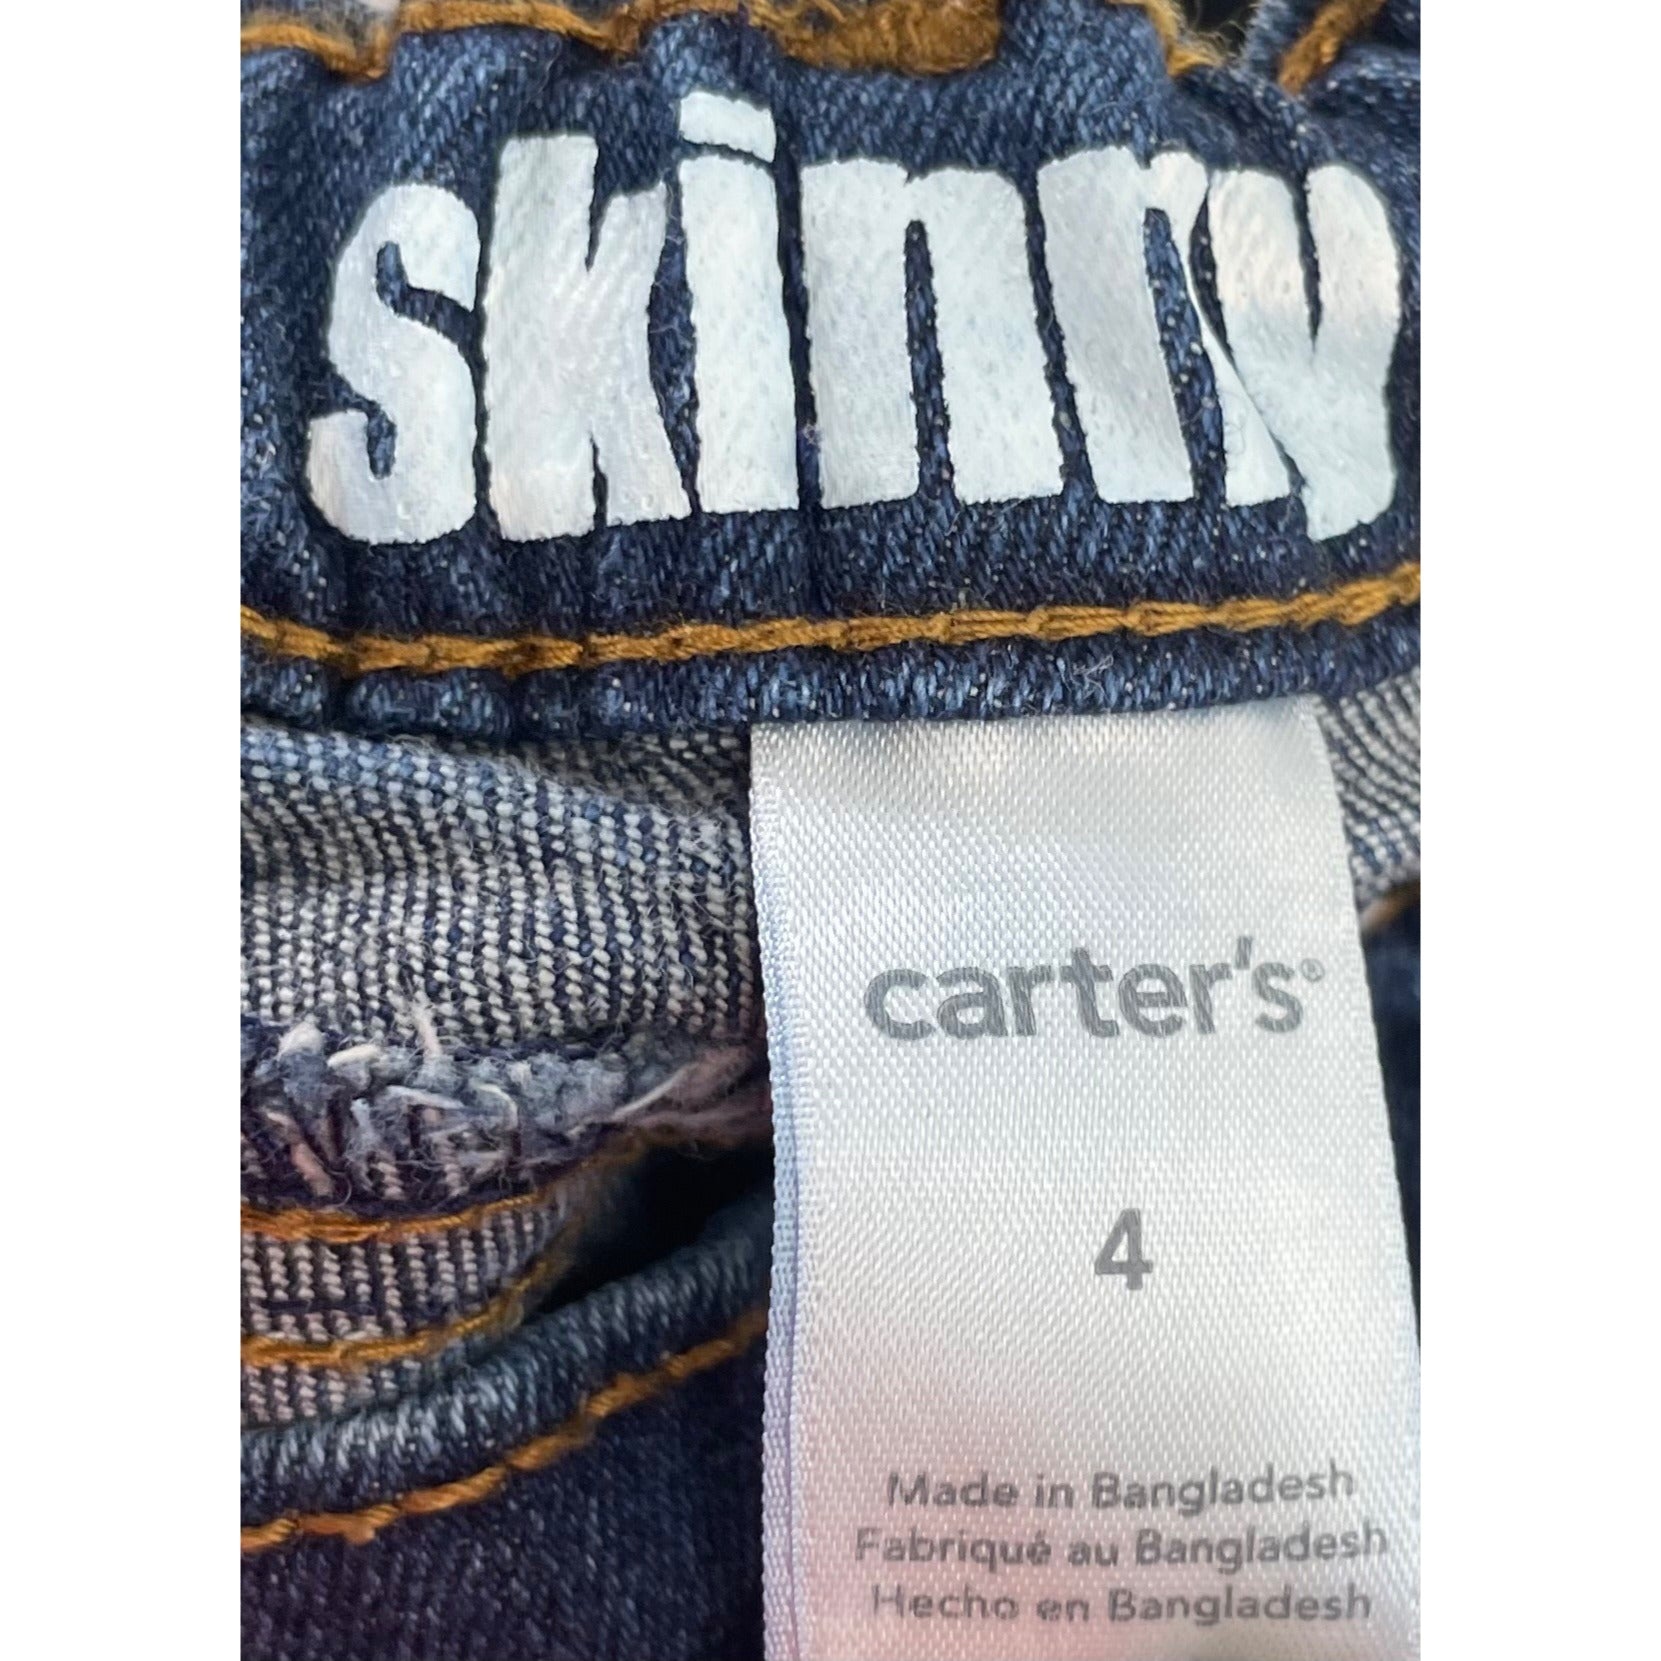 skinny
carter's®
4
Made in Bangladesh
Fabriqué au Bangladesh
Hecho en Bangladesh